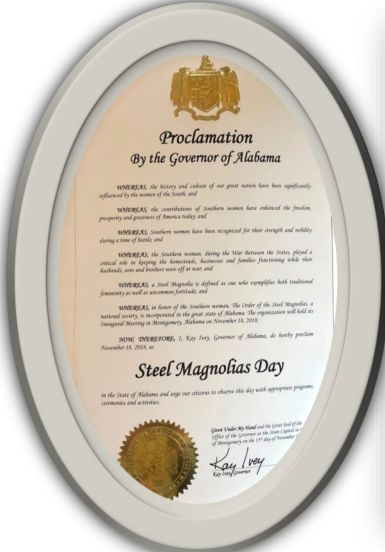 Proclamation
By the Governor of Alabama
WHEREAS, the history and culture of our great nation have been significantly
influenced by the women of the South; and
WHEREAS, the contributions of Southern women have enhanced the freedom,
prosperity and greatness of America today; and
WHEREAS, Southern women have been recognized for their strength and nobility
during a time of battle; and
WHEREAS, the Southern women, during the War Between the States, played a
critical role in keeping the homesteads, businesses and families functioning while their
husbands, sons and brothers were off at war; and
WHEREAS, a Steel Magnolia is defined as one who exemplifies both traditional
femininity as well as uncommon fortitude; and
WHEREAS, in honor of the Southern women, The Order of the Steel Magnolias, a
national society, is incorporated in the great state of Alabama. The organization will hold its
Inaugural Meeting in Montgomery, Alabama on November 18, 2018;
NOW, THEREFORE, I, Kay Ivey, Governor of Alabama, do hereby proclaim
November 18, 2018, as
Steel Magnolias Day
in the State of Alabama and urge our citizens to observe this day with appropriate programs,
ceremonies and activities.
Given Under My Hand and the Great Seal of the
Office of the Governor at the State Capitol in
of Montgomery on the 15th day of November
Kay Ivey
Kay Ivey, Governor